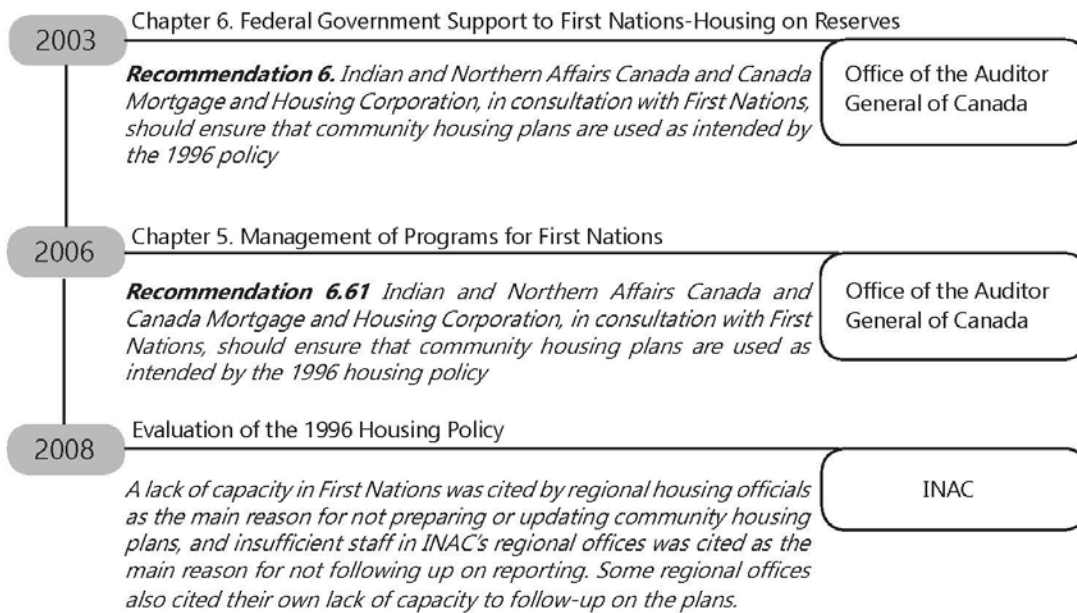 2003
Chapter 6. Federal Government Support to First Nations-Housing on Reserves
Recommendation 6. Indian and Northern Affairs Canada and Canada
Mortgage and Housing Corporation, in consultation with First Nations,
should ensure that community housing plans are used as intended by
the 1996 policy
Office of the Auditor
General of Canada
2006
Chapter 5. Management of Programs for First Nations
Recommendation 6.61 Indian and Northern Affairs Canada and
Canada Mortgage and Housing Corporation, in consultation with First
Nations, should ensure that community housing plans are used as
intended by the 1996 housing policy
Office of the Auditor
General of Canada
2008
Evaluation of the 1996 Housing Policy
A lack of capacity in First Nations was cited by regional housing officials
as the main reason for not preparing or updating community housing
plans, and insufficient staff in INAC's regional offices was cited as the
main reason for not following up on reporting. Some regional offices
also cited their own lack of capacity to follow-up on the plans.
INAC